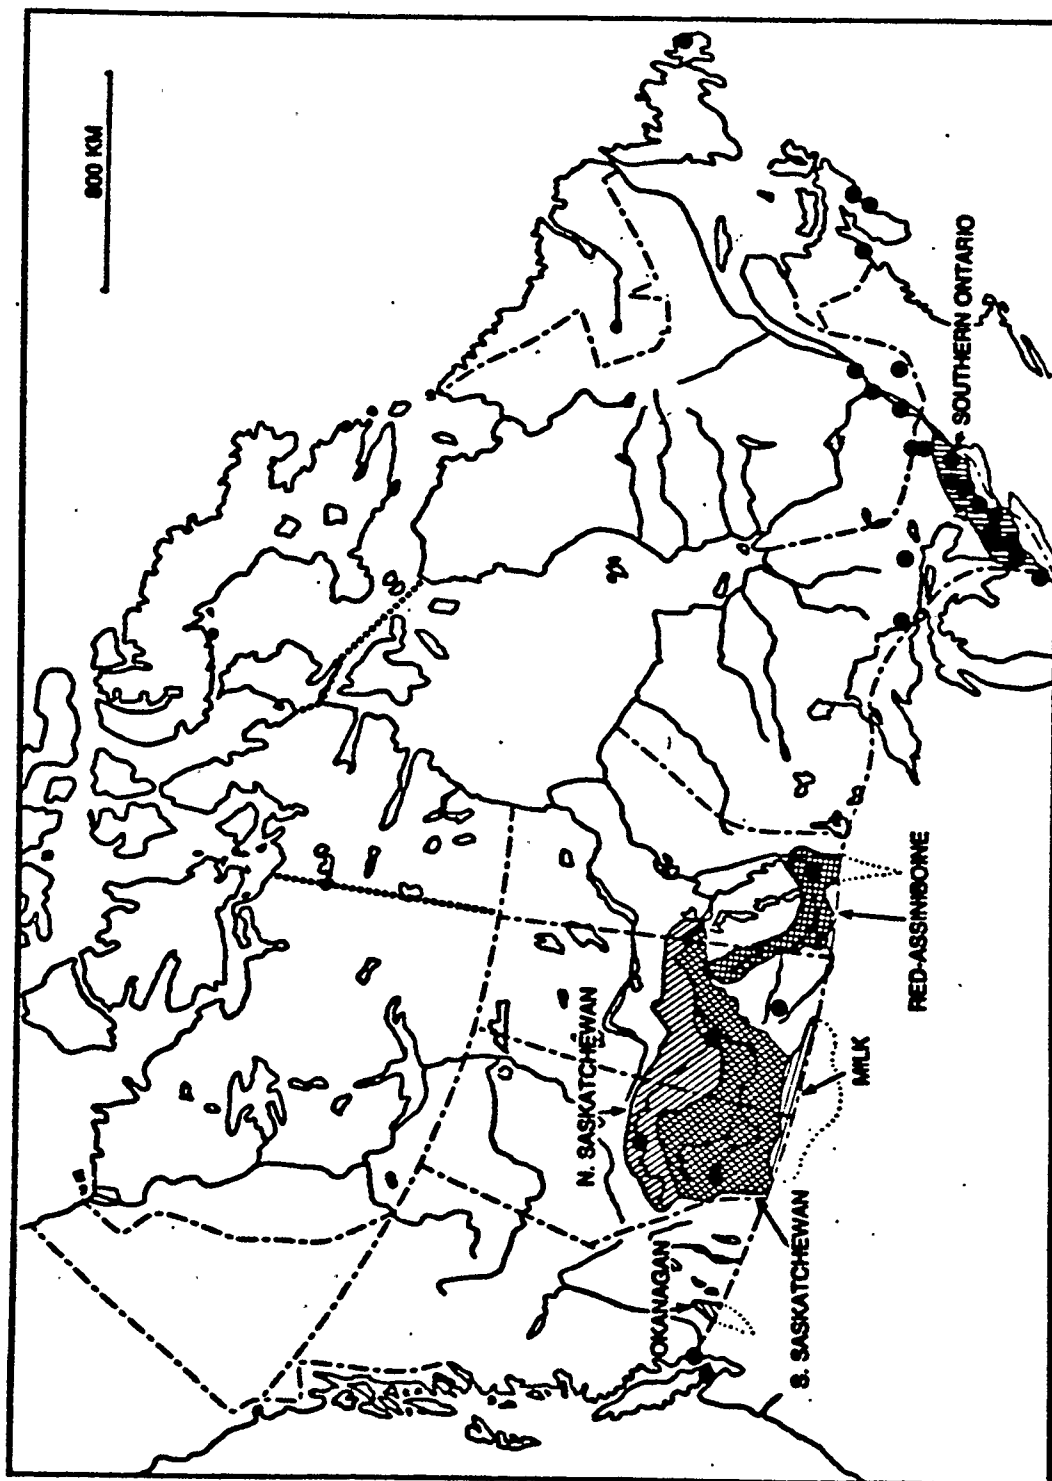 800 KM
N. SASKATCHEWAN
OKANAGAN
S. SASKATCHEWAN
MILK
RED-ASSINIBOINE
SOUTHERN ONTARIO